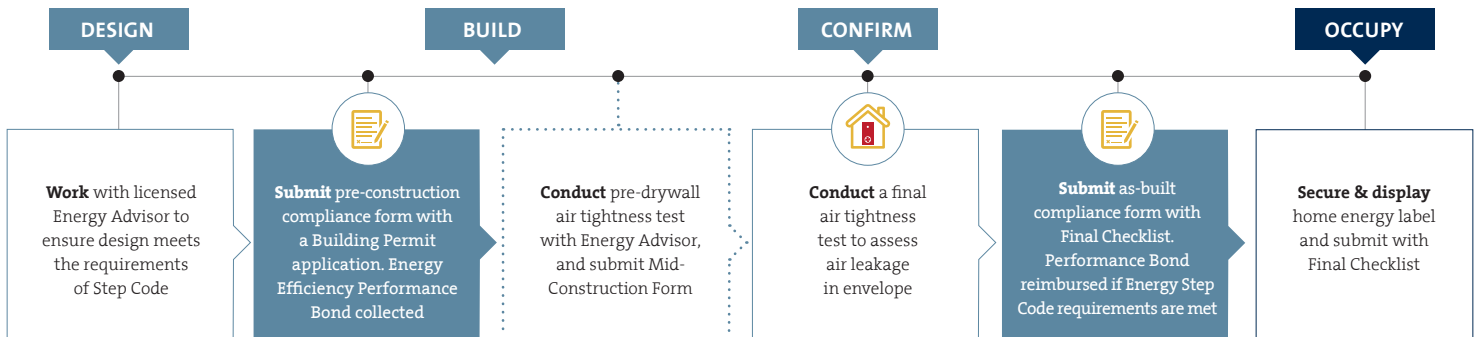 DESIGN
BUILD
CONFIRM
OCCUPY
Work with licensed
Energy Advisor to
ensure design meets
the requirements
of Step Code
Submit pre-construction
compliance form with
a Building Permit
application. Energy
Efficiency Performance
Bond collected
Conduct pre-drywall
air tightness test
with Energy Advisor,
and submit Mid-
Construction Form
Conduct a final
air tightness
test to assess
air leakage
in envelope
Submit as-built
compliance form with
Final Checklist.
Performance Bond
reimbursed if Energy Step
Code requirements are met
Secure & display
home energy label
and submit with
Final Checklist